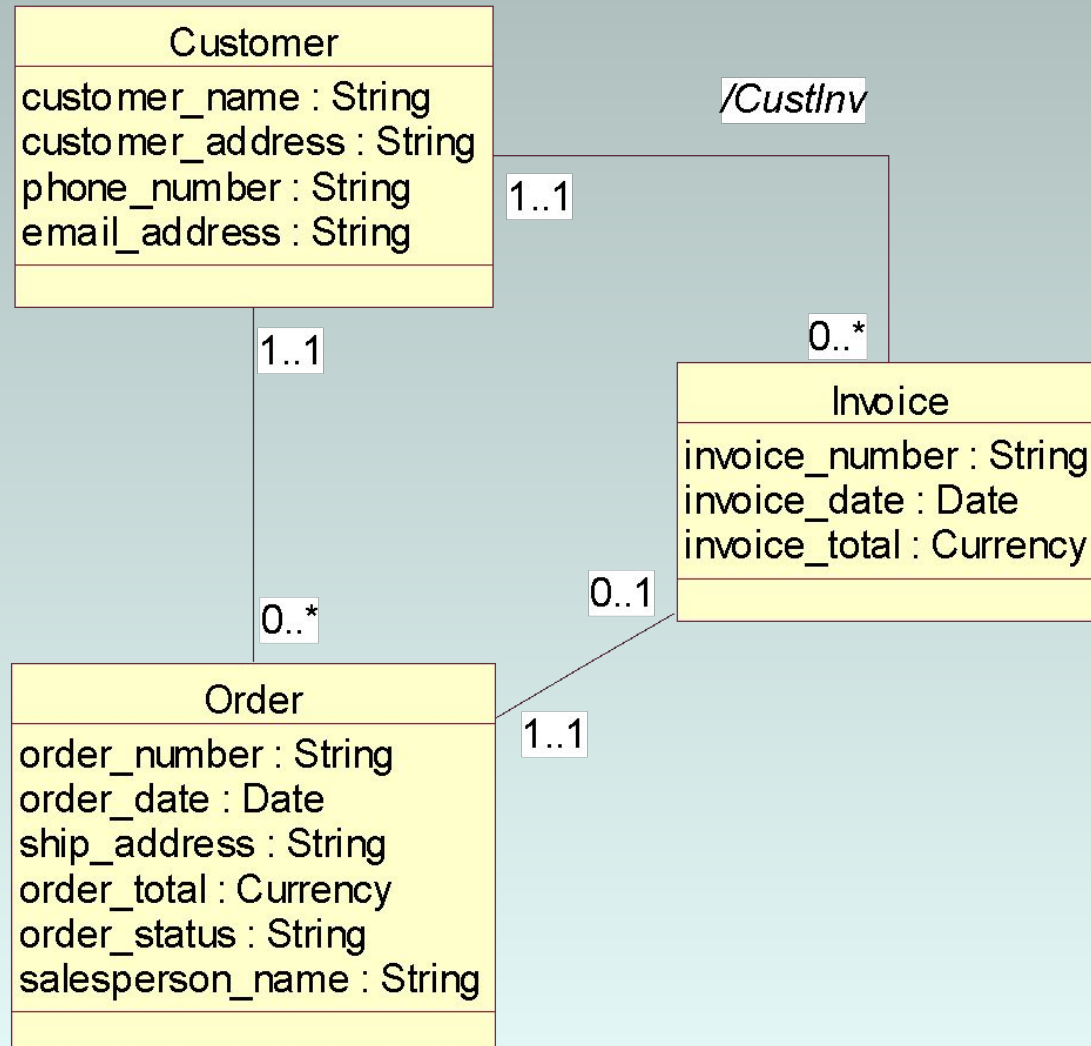 Customer
customer_name : String
customer_address : String
phone_number : String
email_address : String
/CustInv
1..1
0..*
1..1
Invoice
invoice_number : String
invoice_date : Date
invoice_total : Currency
0..1
0..*
1..1
Order
order_number : String
order_date : Date
ship_address : String
order_total : Currency
order_status : String
salesperson_name : String